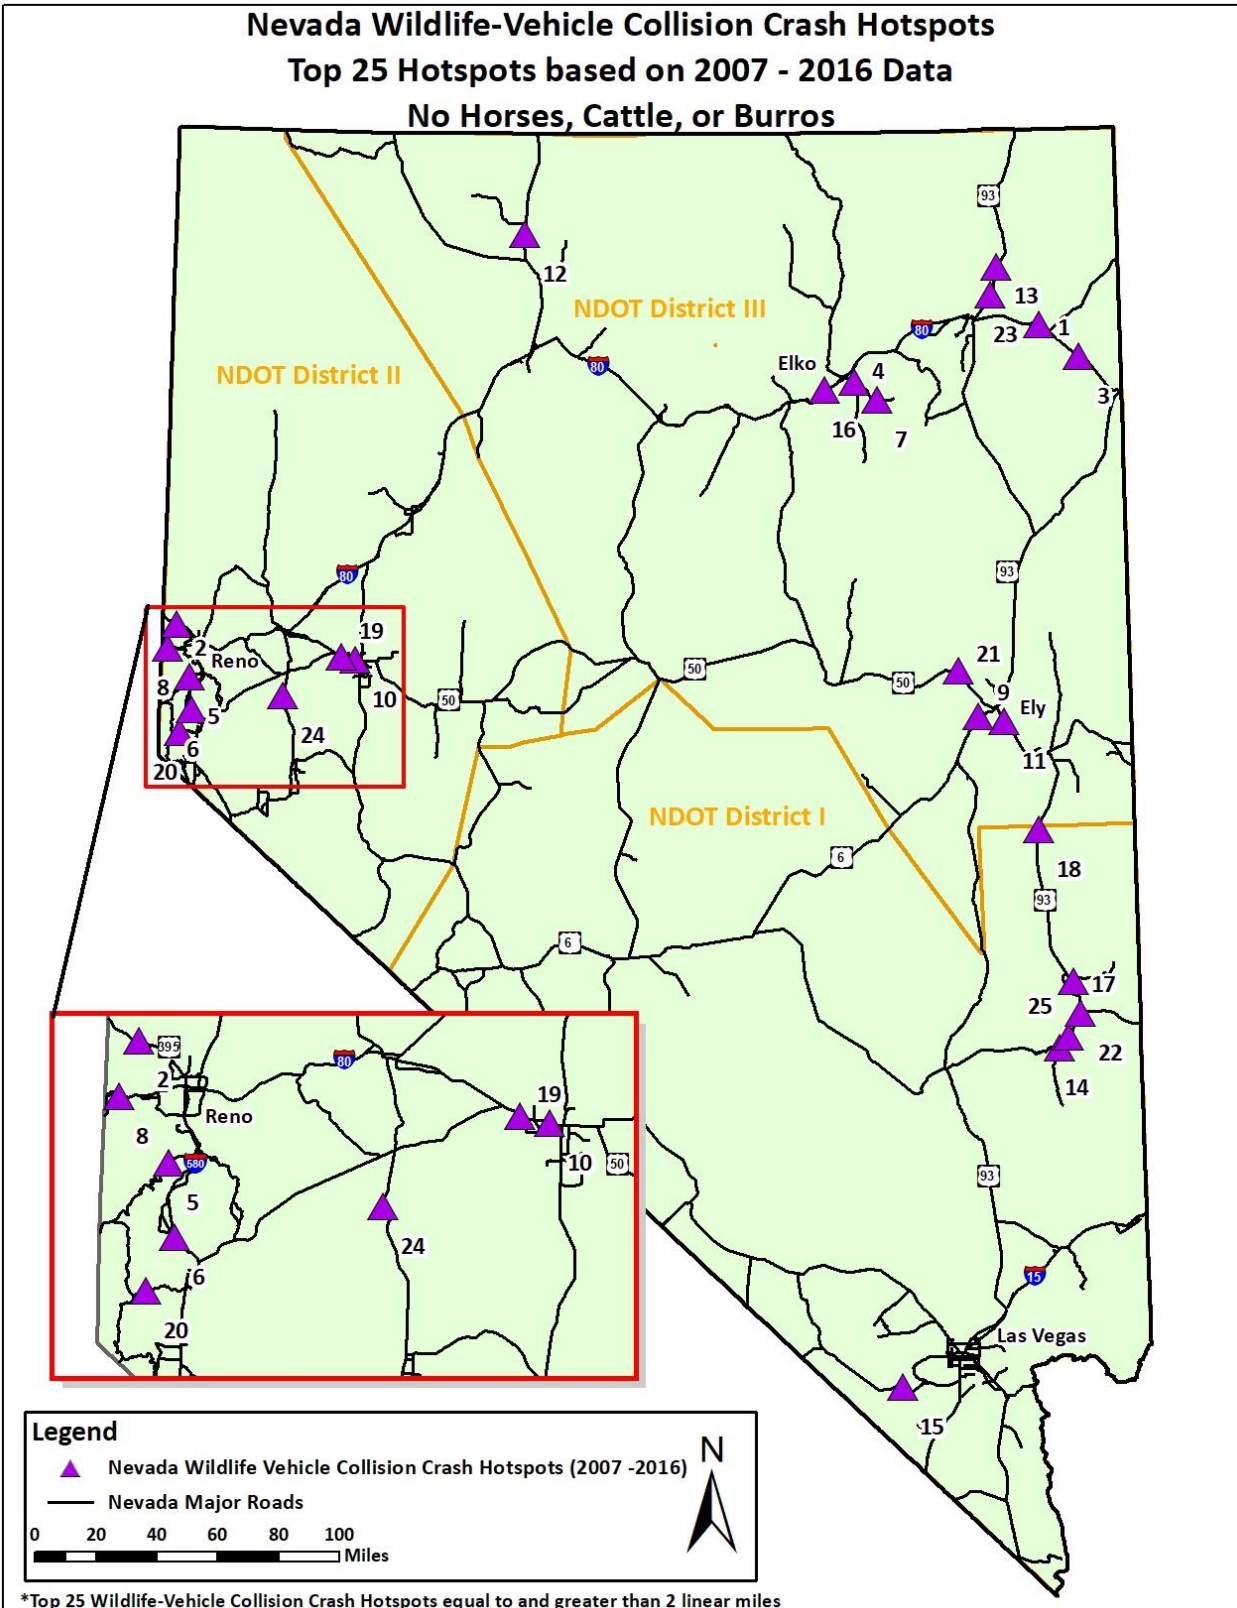 Nevada Wildlife-Vehicle Collision Crash Hotspots
Top 25 Hotspots based on 2007 - 2016 Data
No Horses, Cattle, or Burros
93
12
13
NDOT District III
80
23
1
80
Elko
4
NDOT District II
3
16
7
80
93
19
2
Reno
21
50
50
8
10
9
50
Ely
5
24
6
11
20
NDOT District I
6
18
93
6
17
25
395
22
80
2
14
19
Reno
8
580
10
50
93
5
24
6
15
20
Las Vegas
15
Legend
Nevada Wildlife Vehicle Collision Crash Hotspots (2007 -2016)
Nevada Major Roads
N
0 20 40 60 80 100
Miles
*Top 25 Wildlife-Vehicle Collision Crash Hotspots equal to and greater than 2 linear miles